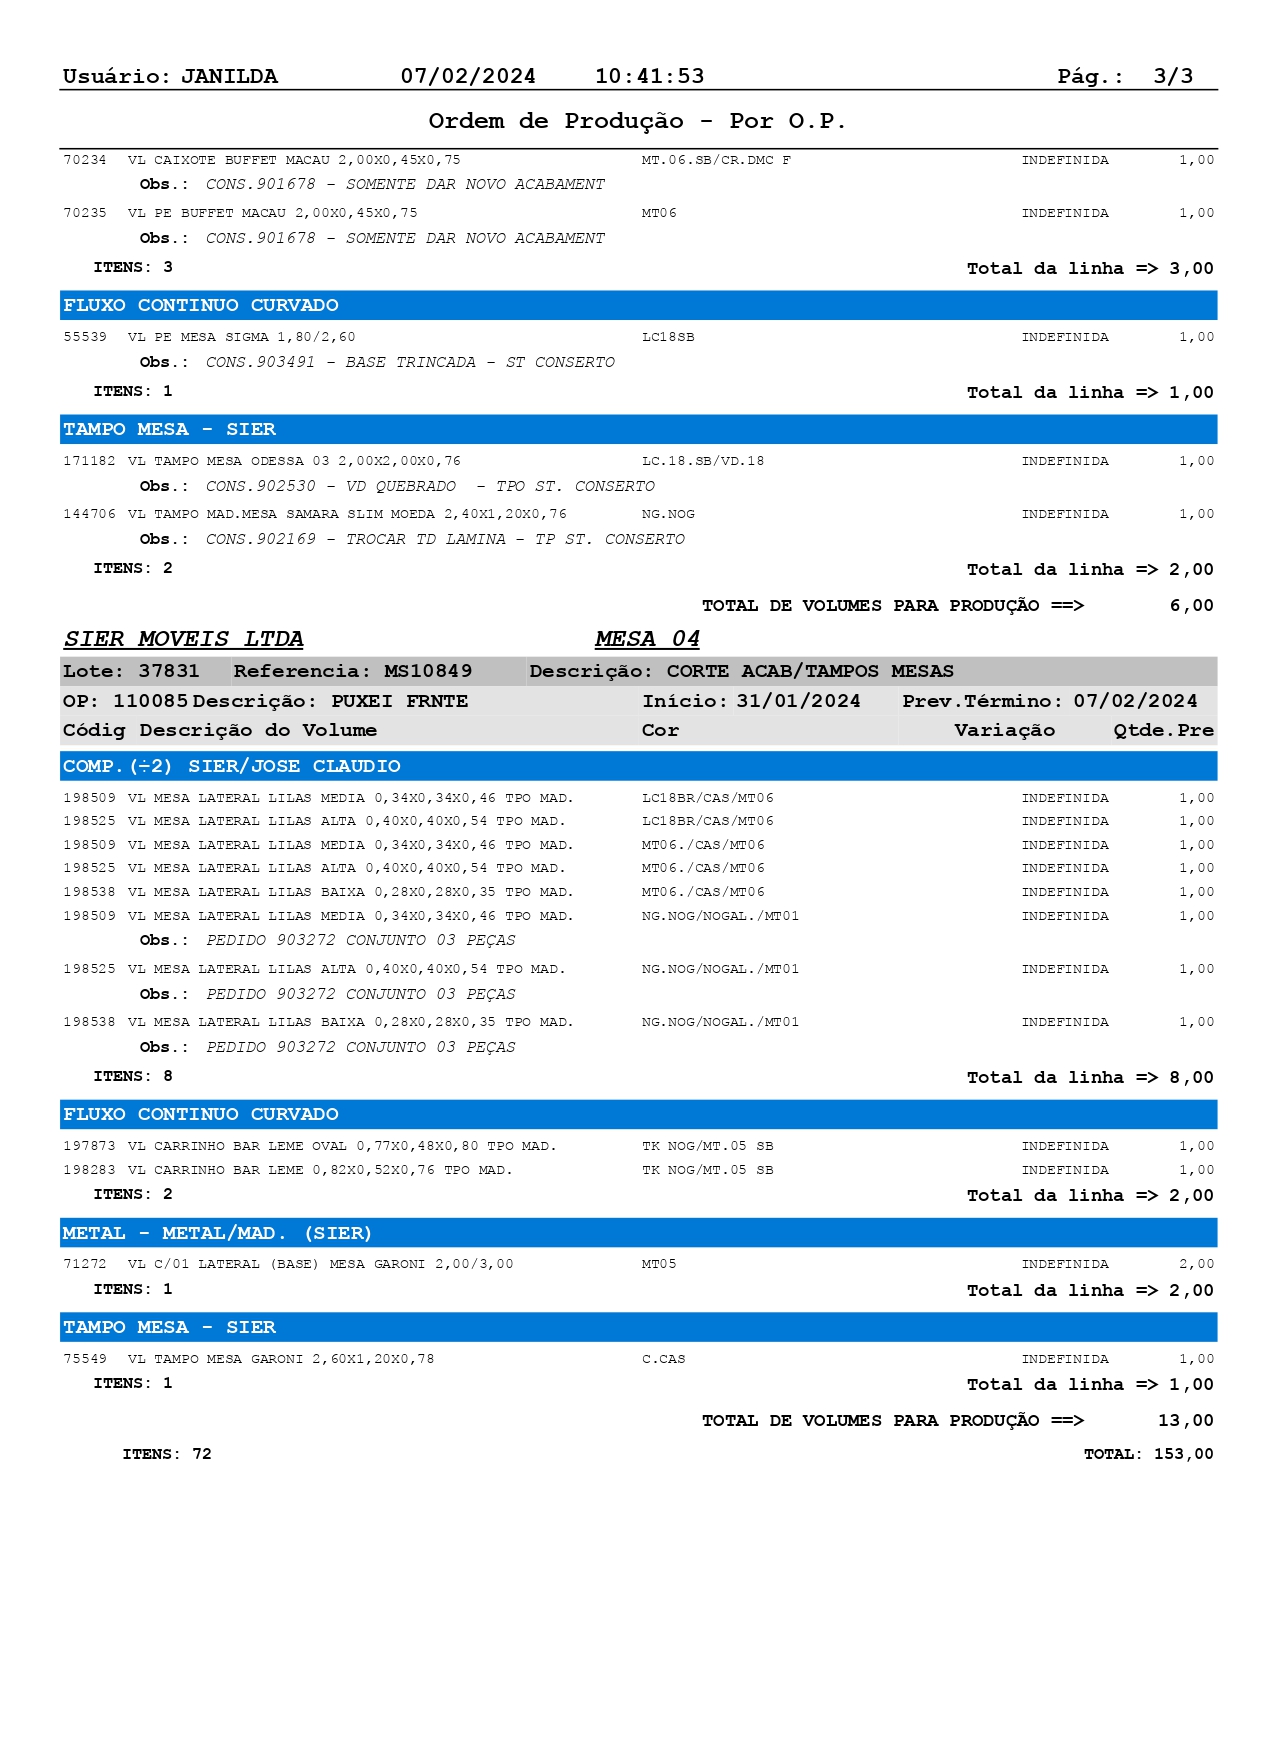 Usuário: JANILDA 07/02/2024 10:41:53 Pág.: 3/3
Ordem de Produção - Por O.P.
70234 VL CAIXOTE BUFFET MACAU 2,00X0,45X0,75 MT.06.SB/CR.DMC F INDEFINIDA 1,00
Obs.: CONS.901678 - SOMENTE DAR NOVO ACABAMENT
70235 VL PE BUFFET MACAU 2,00X0,45X0,75 MT06 INDEFINIDA 1,00
Obs.: CONS.901678 - SOMENTE DAR NOVO ACABAMENT
ITENS: 3 Total da linha => 3,00
FLUXO CONTINUO CURVADO
55539 VL PE MESA SIGMA 1,80/2,60 LC18SB INDEFINIDA 1,00
Obs.: CONS.903491 - BASE TRINCADA - ST CONSERTO
ITENS: 1 Total da linha => 1,00
TAMPO MESA - SIER
171182 VL TAMPO MESA ODESSA 03 2,00X2,00X0,76 LC.18.SB/VD.18 INDEFINIDA 1,00
Obs.: CONS.902530 - VD QUEBRADO - TPO ST. CONSERTO
144706 VL TAMPO MAD.MESA SAMARA SLIM MOEDA 2,40X1,20X0,76 NG.NOG INDEFINIDA 1,00
Obs.: CONS.902169 - TROCAR TD LAMINA - TP ST. CONSERTO
ITENS: 2 Total da linha => 2,00
TOTAL DE VOLUMES PARA PRODUÇÃO ==> 6,00
SIER MOVEIS LTDA MESA 04
Lote: 37831 Referencia: MS10849 Descrição: CORTE ACAB/TAMPOS MESAS
OP: 110085 Descrição: PUXEI FRNTE Início: 31/01/2024 Prev.Término: 07/02/2024
Códig Descrição do Volume Cor Variação Qtde.Pre
COMP.(÷2) SIER/JOSE CLAUDIO
198509 VL MESA LATERAL LILAS MEDIA 0,34X0,34X0,46 TPO MAD. LC18BR/CAS/MT06 INDEFINIDA 1,00
198525 VL MESA LATERAL LILAS ALTA 0,40X0,40X0,54 TPO MAD. LC18BR/CAS/MT06 INDEFINIDA 1,00
198509 VL MESA LATERAL LILAS MEDIA 0,34X0,34X0,46 TPO MAD. MT06./CAS/MT06 INDEFINIDA 1,00
198525 VL MESA LATERAL LILAS ALTA 0,40X0,40X0,54 TPO MAD. MT06./CAS/MT06 INDEFINIDA 1,00
198538 VL MESA LATERAL LILAS BAIXA 0,28X0,28X0,35 TPO MAD. MT06./CAS/MT06 INDEFINIDA 1,00
198509 VL MESA LATERAL LILAS MEDIA 0,34X0,34X0,46 TPO MAD. NG.NOG/NOGAL./MT01 INDEFINIDA 1,00
Obs.: PEDIDO 903272 CONJUNTO 03 PEÇAS
198525 VL MESA LATERAL LILAS ALTA 0,40X0,40X0,54 TPO MAD. NG.NOG/NOGAL./MT01 INDEFINIDA 1,00
Obs.: PEDIDO 903272 CONJUNTO 03 PEÇAS
198538 VL MESA LATERAL LILAS BAIXA 0,28X0,28X0,35 TPO MAD. NG.NOG/NOGAL./MT01 INDEFINIDA 1,00
Obs.: PEDIDO 903272 CONJUNTO 03 PEÇAS
ITENS: 8 Total da linha => 8,00
FLUXO CONTINUO CURVADO
197873 VL CARRINHO BAR LEME OVAL 0,77X0,48X0,80 TPO MAD. TK NOG/MT.05 SB INDEFINIDA 1,00
198283 VL CARRINHO BAR LEME 0,82X0,52X0,76 TPO MAD. TK NOG/MT.05 SB INDEFINIDA 1,00
ITENS: 2 Total da linha => 2,00
METAL - METAL/MAD. (SIER)
71272 VL C/01 LATERAL (BASE) MESA GARONI 2,00/3,00 MT05 INDEFINIDA 2,00
ITENS: 1 Total da linha => 2,00
TAMPO MESA - SIER
75549 VL TAMPO MESA GARONI 2,60X1,20X0,78 C.CAS INDEFINIDA 1,00
ITENS: 1 Total da linha => 1,00
TOTAL DE VOLUMES PARA PRODUÇÃO ==> 13,00
ITENS: 72 TOTAL: 153,00